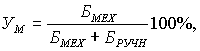 У_М = Б_МЕХ / (Б_МЕХ + Б_РУЧН) 100%,